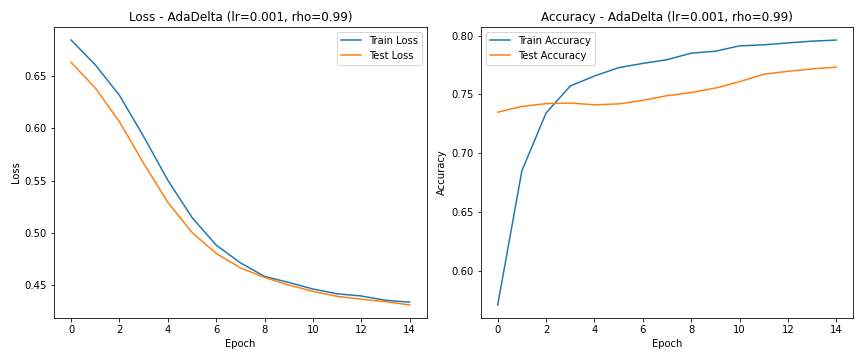 Loss - AdaDelta (lr=0.001, rho=0.99)
Train Loss
Test Loss
0.65
0.60
0.55
0.50
0.45
Loss
0 2 4 6 8 10 12 14
Epoch
Accuracy - AdaDelta (lr=0.001, rho=0.99)
Train Accuracy
Test Accuracy
0.80
0.75
0.70
0.65
0.60
Accuracy
0 2 4 6 8 10 12 14
Epoch